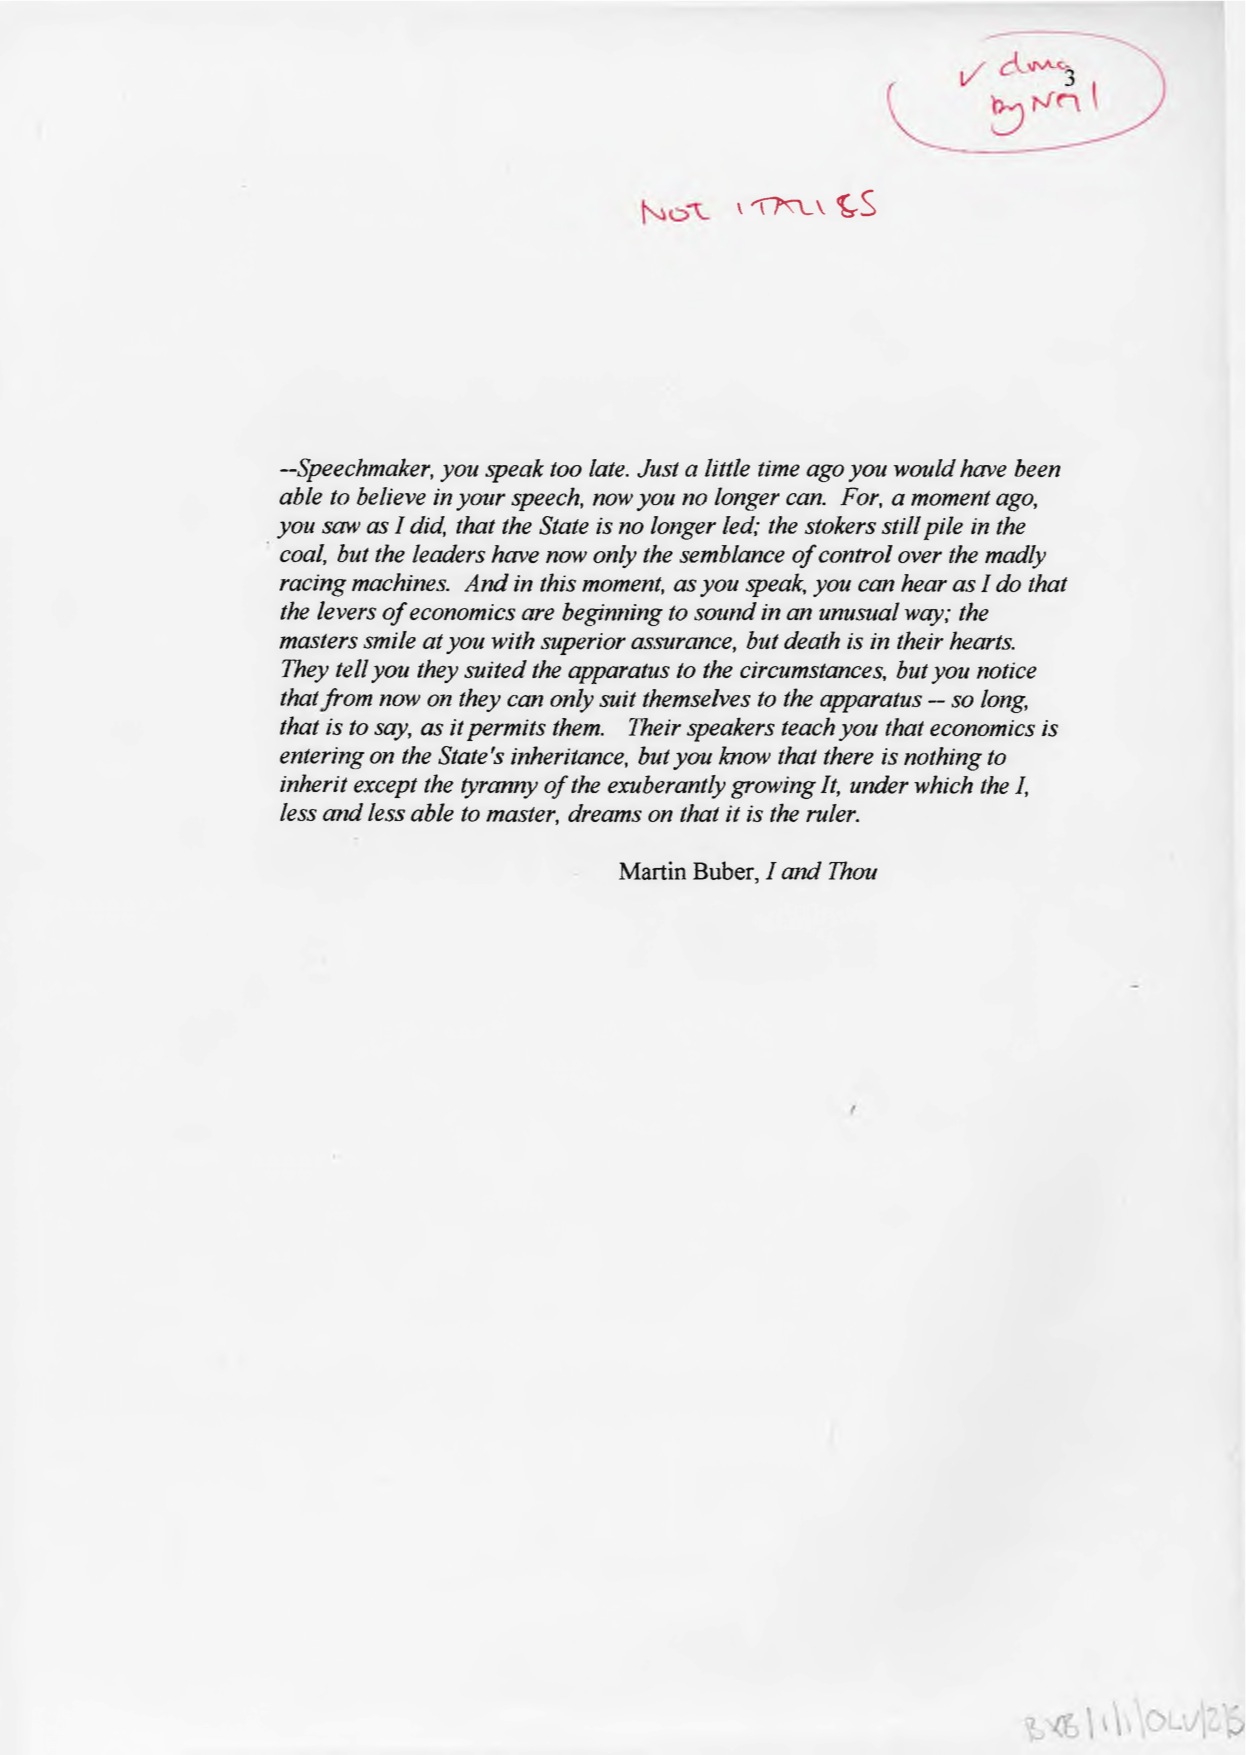 ✓ done
3
by Neil
NOT ITALICS
--Speechmaker, you speak too late. Just a little time ago you would have been
able to believe in your speech, now you no longer can.  For, a moment ago,
you saw as I did, that the State is no longer led; the stokers still pile in the
coal, but the leaders have now only the semblance of control over the madly
racing machines.  And in this moment, as you speak, you can hear as I do that
the levers of economics are beginning to sound in an unusual way; the
masters smile at you with superior assurance, but death is in their hearts.
They tell you they suited the apparatus to the circumstances, but you notice
that from now on they can only suit themselves to the apparatus -- so long,
that is to say, as it permits them.   Their speakers teach you that economics is
entering on the State's inheritance, but you know that there is nothing to
inherit except the tyranny of the exuberantly growing It, under which the I,
less and less able to master, dreams on that it is the ruler.
Martin Buber, I and Thou
BXB/1/1/OLV/2/5